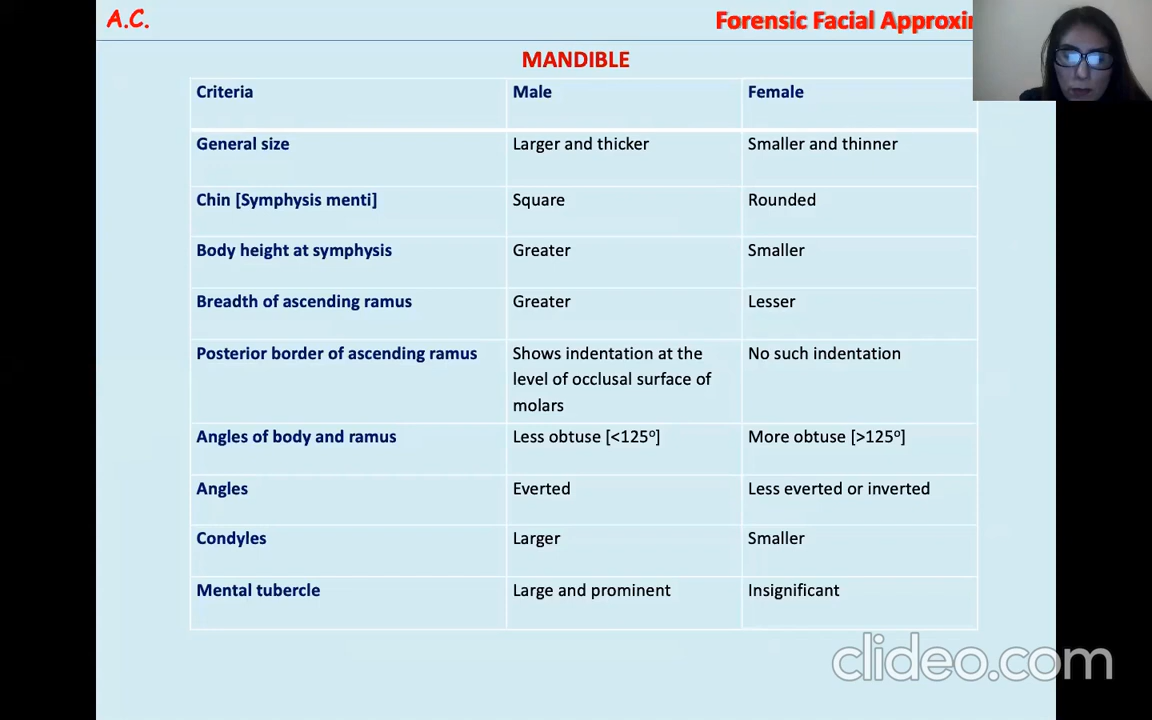 A.C.
Forensic Facial Approxi
MANDIBLE
Criteria Male Female
General size Larger and thicker Smaller and thinner
Chin [Symphysis menti] Square Rounded
Body height at symphysis Greater Smaller
Breadth of ascending ramus Greater Lesser
Posterior border of ascending ramus Shows indentation at the No such indentation
level of occlusal surface of
molars
Angles of body and ramus Less obtuse [<125º] More obtuse [>125º]
Angles Everted Less everted or inverted
Condyles Larger Smaller
Mental tubercle Large and prominent Insignificant
clideo.com